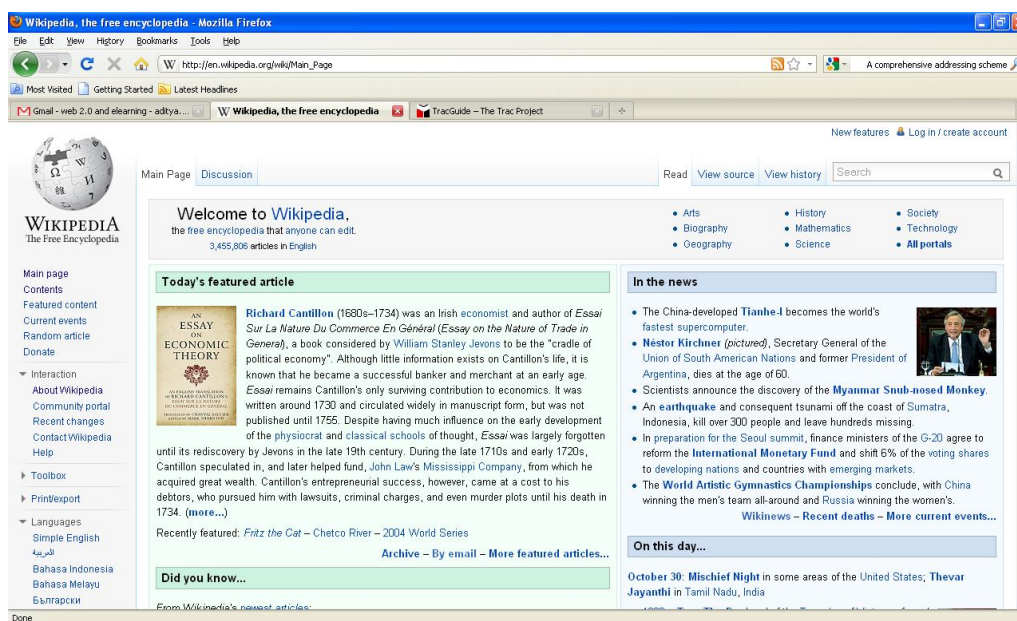 Wikipedia, the free encyclopedia - Mozilla Firefox
File Edit View History Bookmarks Tools Help
http://en.wikipedia.org/wiki/Main_Page
A comprehensive addressing scheme
Most Visited Getting Started Latest Headlines
Gmail - web 2.0 and elearning - aditya.... Wikipedia, the free encyclopedia TracGuide – The Trac Project
New features Log in / create account
Main Page Discussion Read View source View history Search
WIKIPEDIA
The Free Encyclopedia
Main page
Contents
Featured content
Current events
Random article
Donate
Interaction
About Wikipedia
Community portal
Recent changes
Contact Wikipedia
Help
Toolbox
Print/export
Languages
Simple English
العربية
Bahasa Indonesia
Bahasa Melayu
Български
Welcome to Wikipedia,
the free encyclopedia that anyone can edit.
3,455,806 articles in English
Arts
Biography
Geography
History
Mathematics
Science
Society
Technology
All portals
Today's featured article
AN
ESSAY
ON
ECONOMIC
THEORY
Richard Cantillon (1680s–1734) was an Irish economist and author of Essai
Sur La Nature Du Commerce En Général (Essay on the Nature of Trade in
General), a book considered by William Stanley Jevons to be the "cradle of
political economy". Although little information exists on Cantillon's life, it is
known that he became a successful banker and merchant at an early age.
Essai remains Cantillon's only surviving contribution to economics. It was
written around 1730 and circulated widely in manuscript form, but was not
published until 1755. Despite having much influence on the early development
of the physiocrat and classical schools of thought, Essai was largely forgotten
until its rediscovery by Jevons in the late 19th century. During the late 1710s and early 1720s,
Cantillon speculated in, and later helped fund, John Law's Mississippi Company, from which he
acquired great wealth. Cantillon's entrepreneurial success, however, came at a cost to his
debtors, who pursued him with lawsuits, criminal charges, and even murder plots until his death in
1734. (more...)
Recently featured: Fritz the Cat – Chetco River – 2004 World Series
Archive – By email – More featured articles...
Did you know...
From Wikipedia's newest articles:
In the news
The China-developed Tianhe-I becomes the world's
fastest supercomputer.
Néstor Kirchner (pictured), Secretary General of the
Union of South American Nations and former President of
Argentina, dies at the age of 60.
Scientists announce the discovery of the Myanmar Snub-nosed Monkey.
An earthquake and consequent tsunami off the coast of Sumatra,
Indonesia, kill over 300 people and leave hundreds missing.
In preparation for the Seoul summit, finance ministers of the G-20 agree to
reform the International Monetary Fund and shift 6% of the voting shares
to developing nations and countries with emerging markets.
The World Artistic Gymnastics Championships conclude, with China
winning the men's team all-around and Russia winning the women's.
Wikinews – Recent deaths – More current events...
On this day...
October 30: Mischief Night in some areas of the United States; Thevar
Jayanthi in Tamil Nadu, India
Done